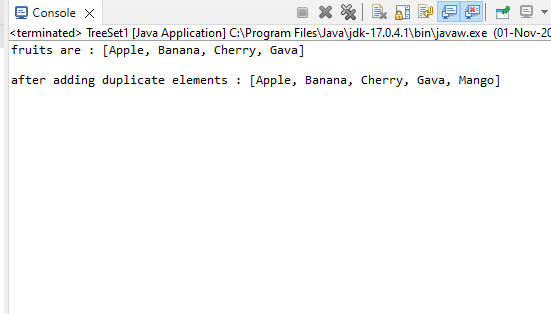 Console
<terminated> TreeSet1 [Java Application] C:\Program Files\Java\jdk-17.0.4.1\bin\javaw.exe (01-Nov-20
fruits are : [Apple, Banana, Cherry, Gava]
after adding duplicate elements : [Apple, Banana, Cherry, Gava, Mango]